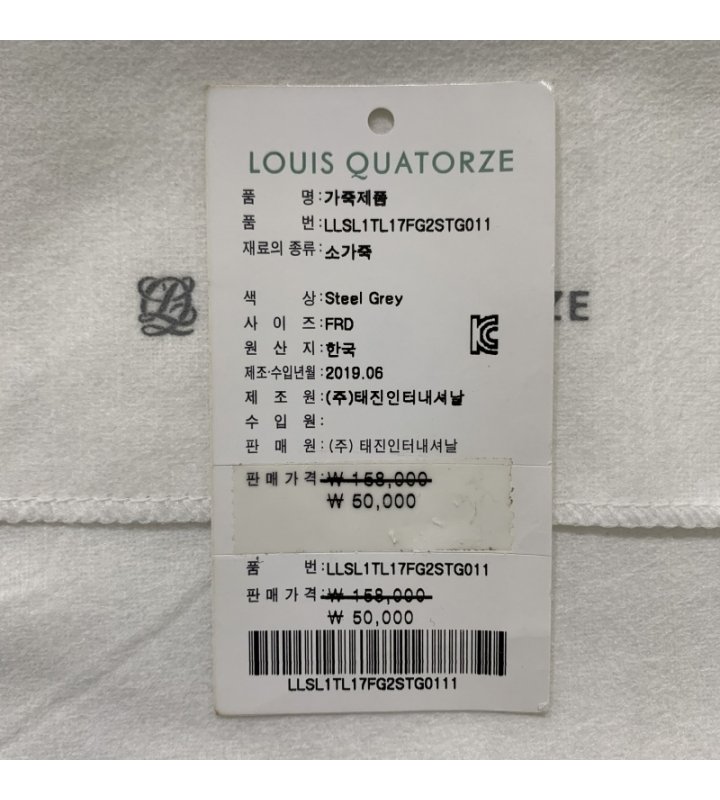 LOUIS QUATORZE
품 명:가죽제품
품 번:LLSL1TL17FG2STG011
재료의 종류:소가죽
ZE
색 상:Steel Grey
사 이 즈:FRD
원 산 지:한국
제조·수입년월:2019.06
제 조 원:(주)태진인터내셔날
수 입 원:
판 매 원:(주) 태진인터내셔날
판 매 가 격:₩ 158,000
₩ 50,000
품 번:LLSL1TL17FG2STG011
판 매 가 격:₩ 158,000
₩ 50,000
LLSL1TL17FG2STG0111